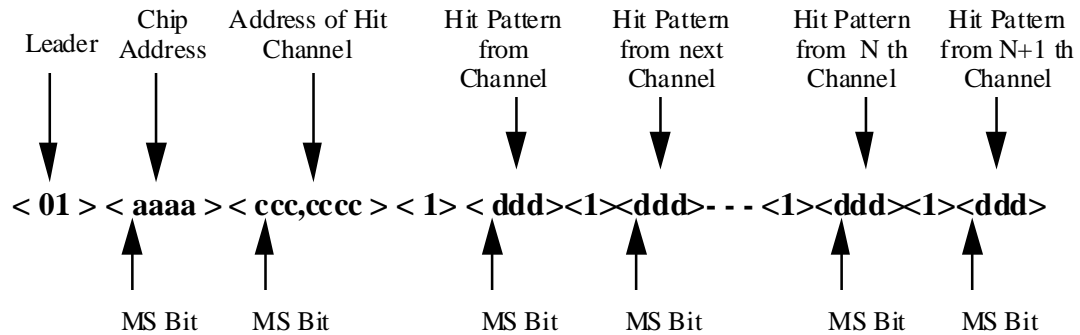 Leader
Chip
Address
Address of Hit
Channel
Hit Pattern
from
Channel
Hit Pattern
from next
Channel
Hit Pattern
from N th
Channel
Hit Pattern
from N+1 th
Channel
< 01 > < aaaa > < ccc,cccc > < 1> < ddd><1><ddd>- - - <1><ddd><1><ddd>
MS Bit MS Bit MS Bit MS Bit MS Bit MS Bit